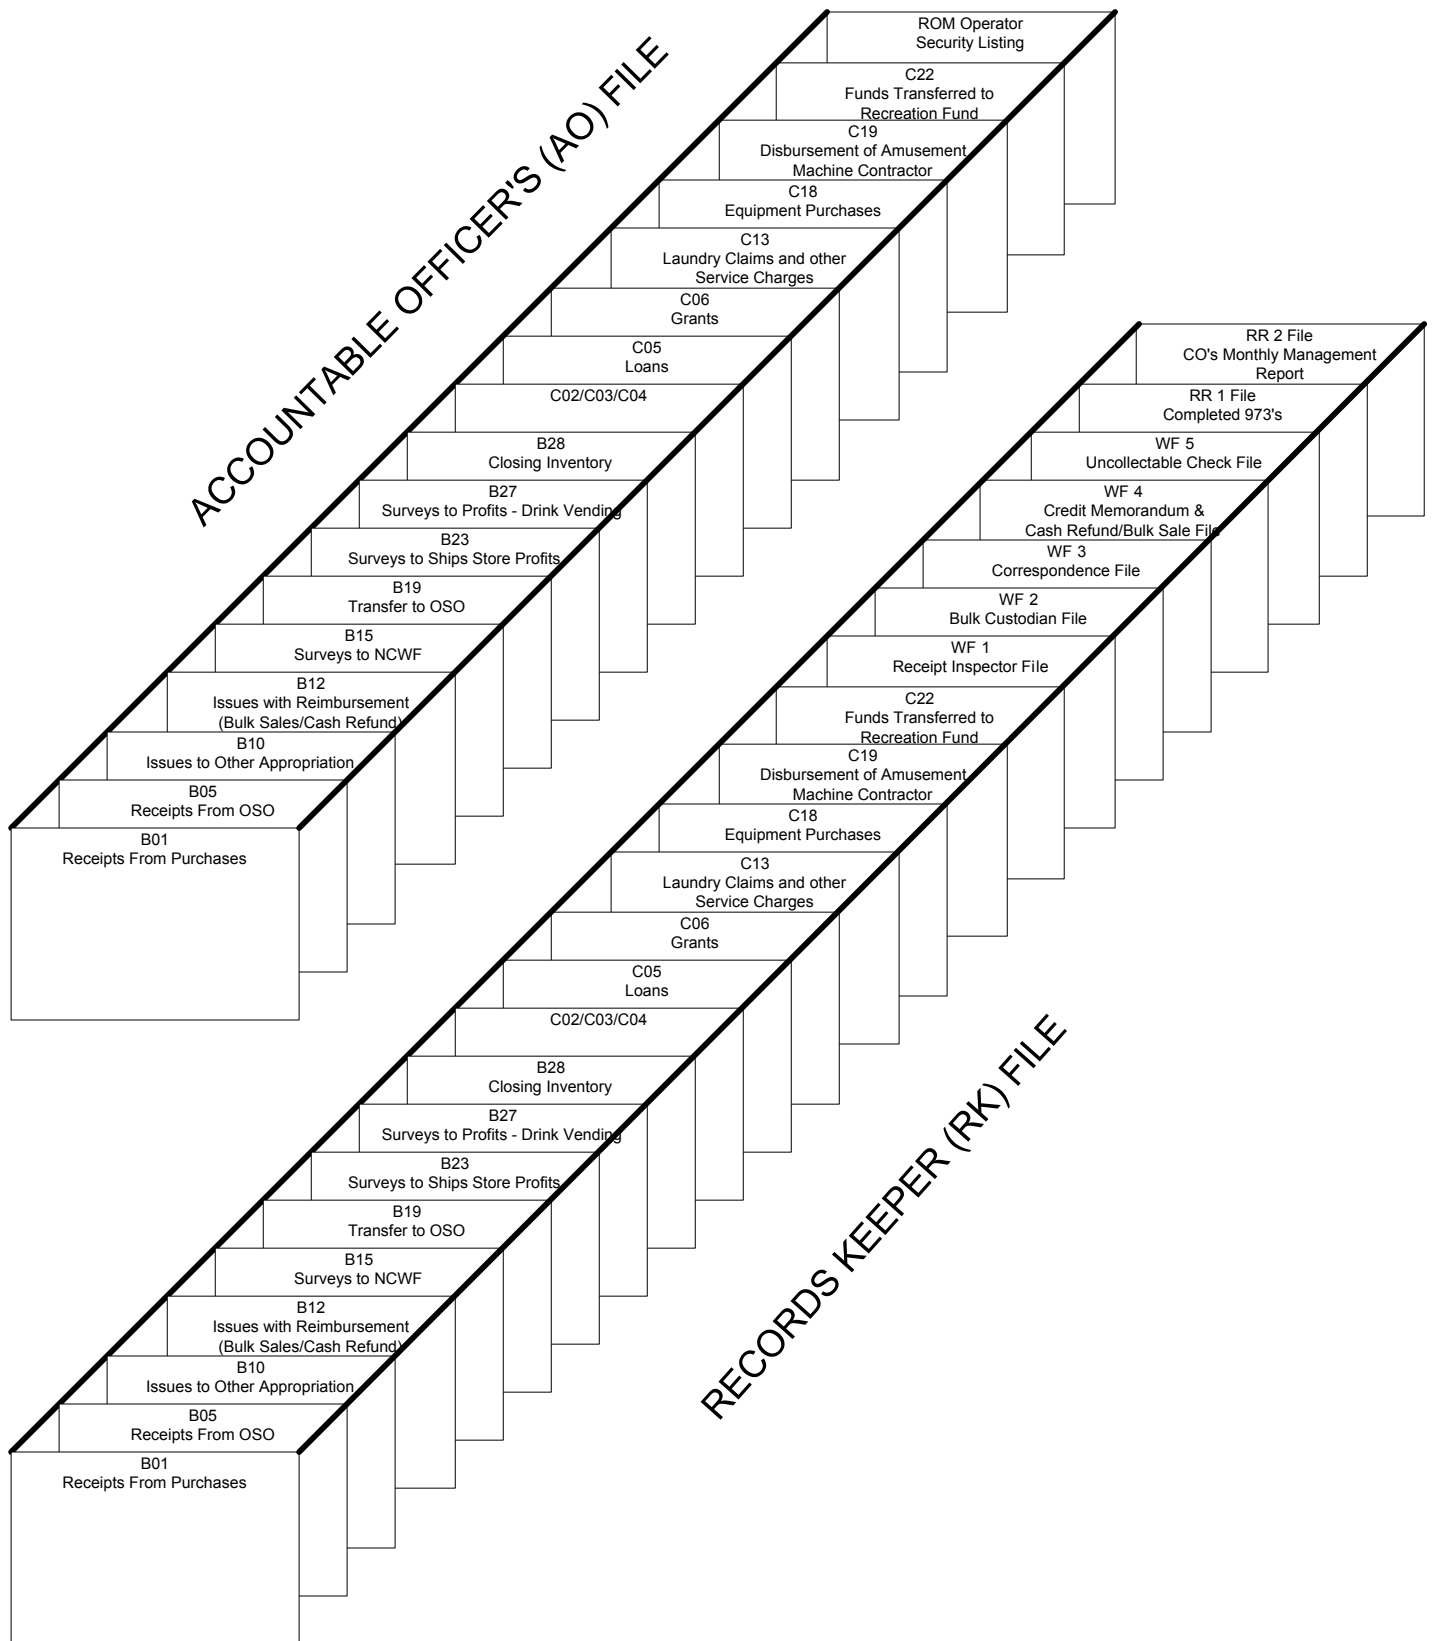 ACCOUNTABLE OFFICER'S (AO) FILE
ROM Operator
Security Listing
C22
Funds Transferred to
Recreation Fund
C19
Disbursement of Amusement
Machine Contractor
C18
Equipment Purchases
C13
Laundry Claims and other
Service Charges
C06
Grants
C05
Loans
C02/C03/C04
B28
Closing Inventory
B27
Surveys to Profits - Drink Vending
B23
Surveys to Ships Store Profits
B19
Transfer to OSO
B15
Surveys to NCWF
B12
Issues with Reimbursement
(Bulk Sales/Cash Refund)
B10
Issues to Other Appropriation
B05
Receipts From OSO
B01
Receipts From Purchases
RECORDS KEEPER (RK) FILE
RR 2 File
CO's Monthly Management
Report
RR 1 File
Completed 973's
WF 5
Uncollectable Check File
WF 4
Credit Memorandum &
Cash Refund/Bulk Sale File
WF 3
Correspondence File
WF 2
Bulk Custodian File
WF 1
Receipt Inspector File
C22
Funds Transferred to
Recreation Fund
C19
Disbursement of Amusement
Machine Contractor
C18
Equipment Purchases
C13
Laundry Claims and other
Service Charges
C06
Grants
C05
Loans
C02/C03/C04
B28
Closing Inventory
B27
Surveys to Profits - Drink Vending
B23
Surveys to Ships Store Profits
B19
Transfer to OSO
B15
Surveys to NCWF
B12
Issues with Reimbursement
(Bulk Sales/Cash Refund)
B10
Issues to Other Appropriation
B05
Receipts From OSO
B01
Receipts From Purchases